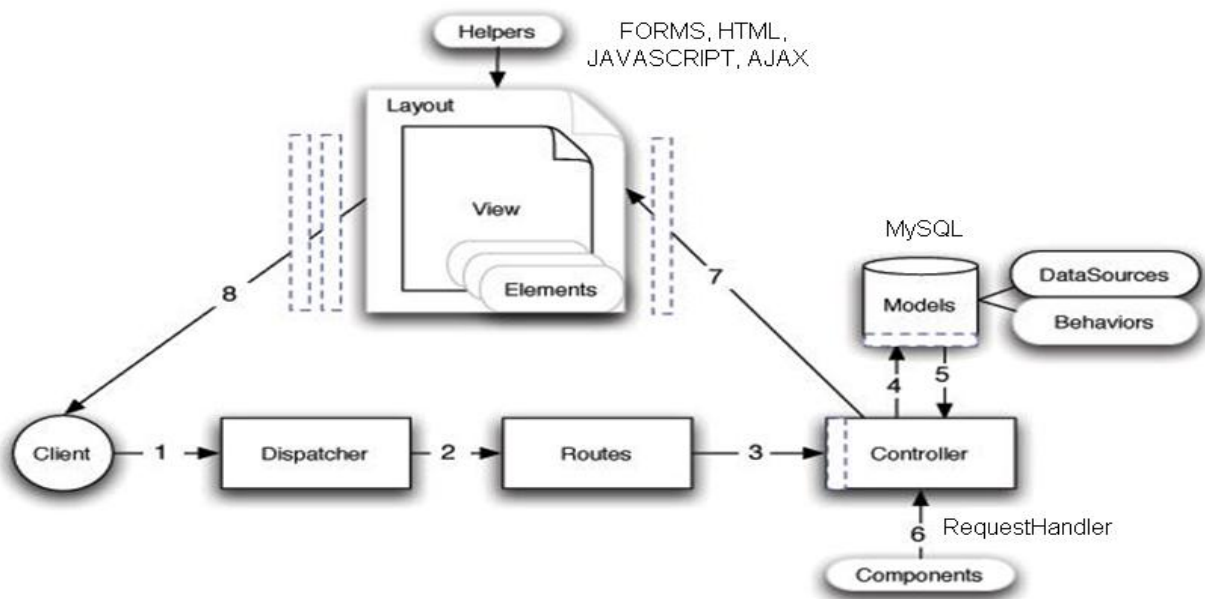 Helpers
FORMS, HTML,
JAVASCRIPT, AJAX
Layout
View
Elements
MySQL
Models
DataSources
Behaviors
8
7
4
5
Client
1
Dispatcher
2
Routes
3
Controller
6
RequestHandler
Components